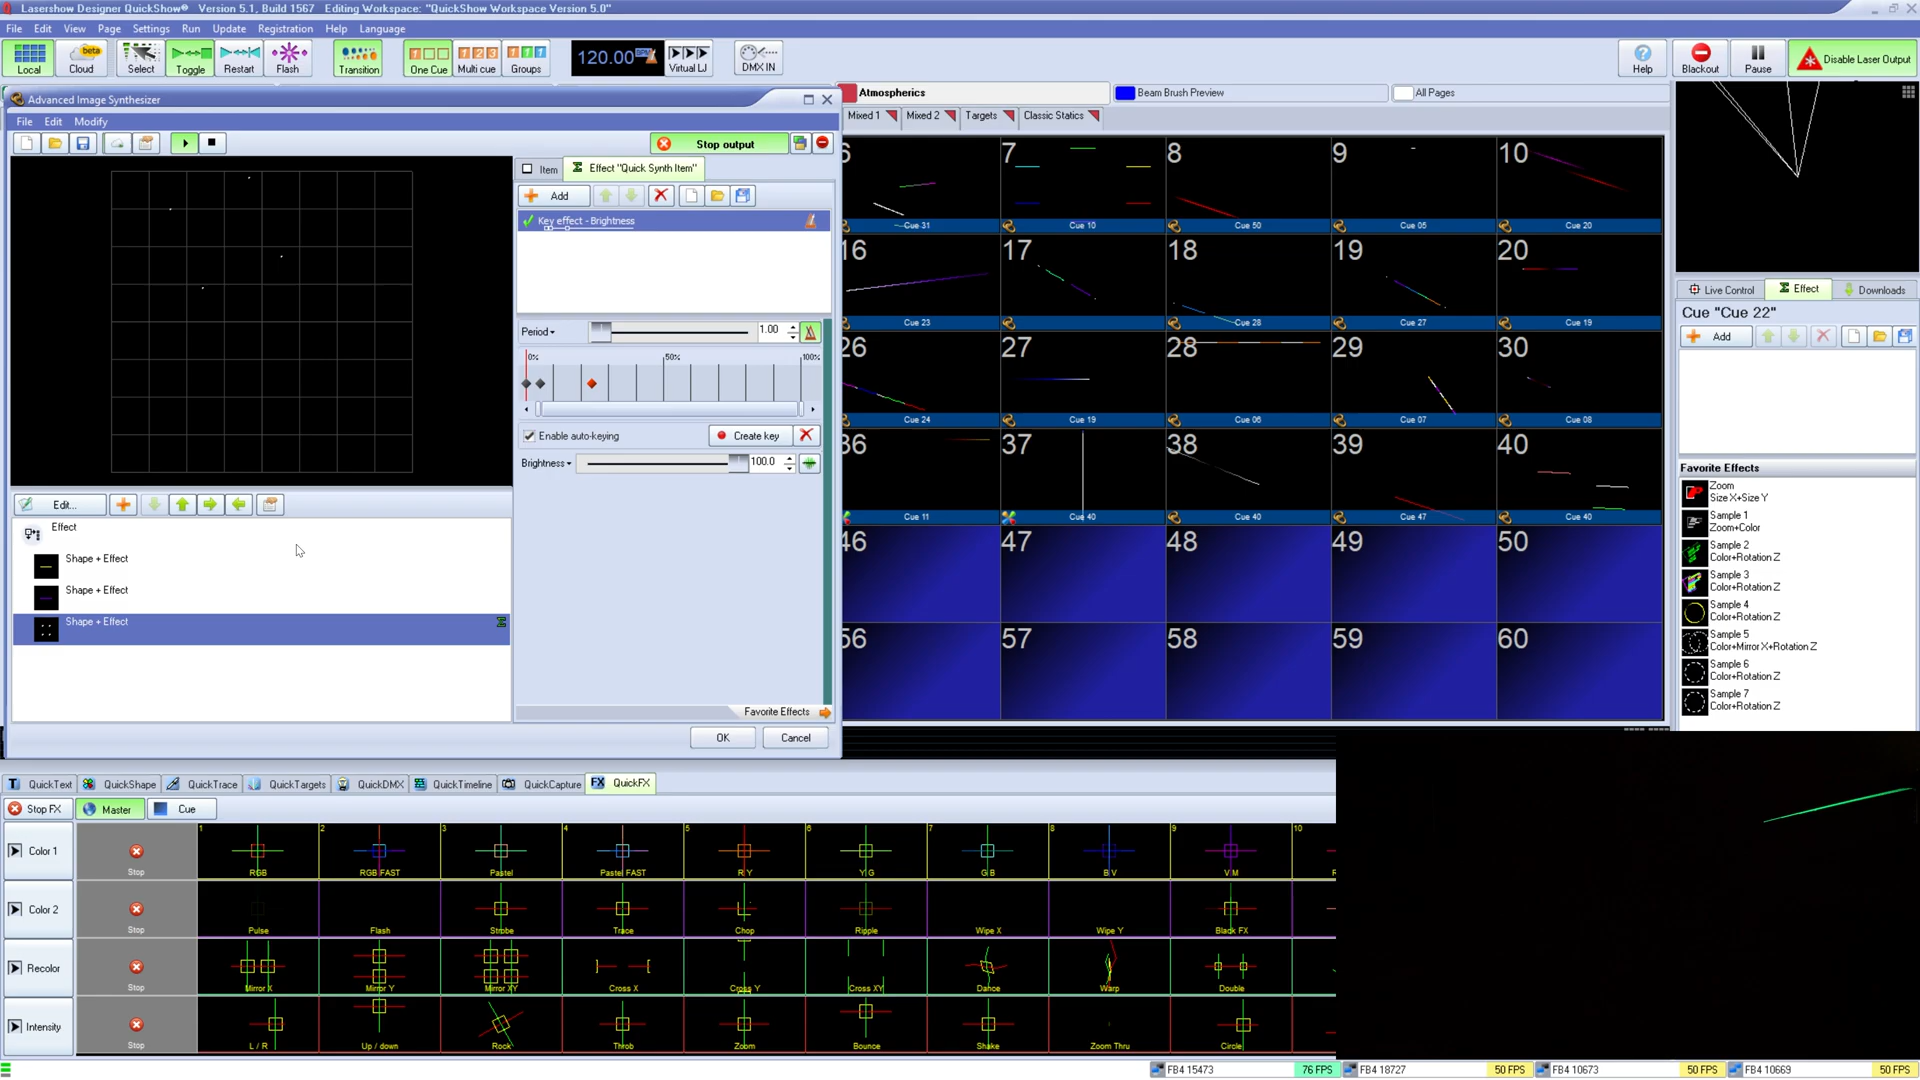 Lasershow Designer QuickShow® Version 5.1, Build 1567 Editing Workspace: "QuickShow Workspace Version 5.0"
File Edit View Page Settings Run Update Registration Help Language
Local Cloud beta Select Toggle Restart Flash Transition One Cue Multi cue Groups 120.00 BPM Virtual LJ DMX IN Help Blackout Pause Disable Laser Output
Advanced Image Synthesizer
File Edit Modify
Stop output
Item Effect "Quick Synth Item"
Add
Key effect - Brightness
Period 1.00
0% 50% 100%
Enable auto-keying Create key
Brightness 100.0
Edit...
Effect
Shape + Effect
Shape + Effect
Shape + Effect
Favorite Effects
OK Cancel
Atmospherics Beam Brush Preview All Pages
Mixed 1 Mixed 2 Targets Classic Statics
6 7 8 9 10
Cue 31 Cue 10 Cue 50 Cue 05 Cue 20
16 17 18 19 20
Cue 23 Cue 28 Cue 27 Cue 19
26 27 28 29 30
Cue 24 Cue 19 Cue 06 Cue 07 Cue 08
36 37 38 39 40
Cue 11 Cue 40 Cue 40 Cue 47 Cue 40
46 47 48 49 50
56 57 58 59 60
Live Control Effect Downloads
Cue "Cue 22"
Add
Favorite Effects
Zoom
Size X+Size Y
Sample 1
Zoom+Color
Sample 2
Color+Rotation Z
Sample 3
Color+Rotation Z
Sample 4
Color+Rotation Z
Sample 5
Color+Mirror X+Rotation Z
Sample 6
Color+Rotation Z
Sample 7
Color+Rotation Z
QuickText QuickShape QuickTrace QuickTargets QuickDMX QuickTimeline QuickCapture FX QuickFX
Stop FX Master Cue
1 2 3 4 5 6 7 8 9 10
Color 1 Stop RGB RGB FAST Pastel Pastel FAST R Y Y G G B B V V M
Color 2 Stop Pulse Flash Strobe Trace Chop Ripple Wipe X Wipe Y Black FX
Recolor Stop Mirror X Mirror Y Mirror XY Cross X Cross Y Cross XY Dance Warp Double
Intensity Stop L / R Up / down Rock Throb Zoom Bounce Shake Zoom Thru Circle
FB4 15473 76 FPS FB4 18727 50 FPS FB4 10673 50 FPS FB4 10669 50 FPS